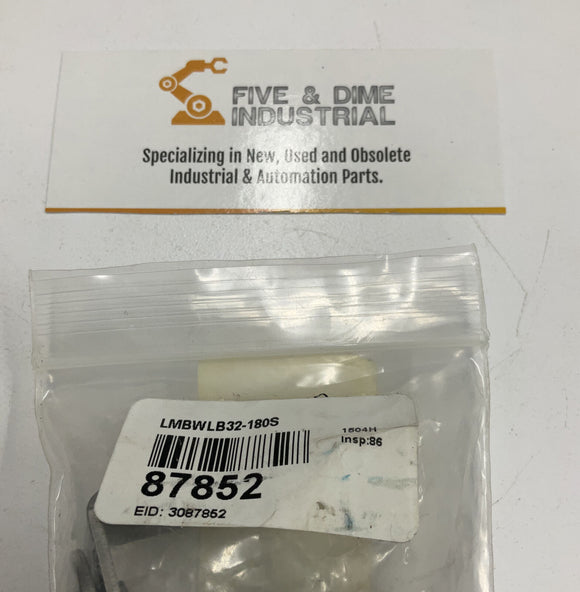 FIVE & DIME
INDUSTRIAL
Specializing in New, Used and Obsolete
Industrial & Automation Parts.
LMBWLB32-180S
1504H
Insp:86
87852
EID: 3087852